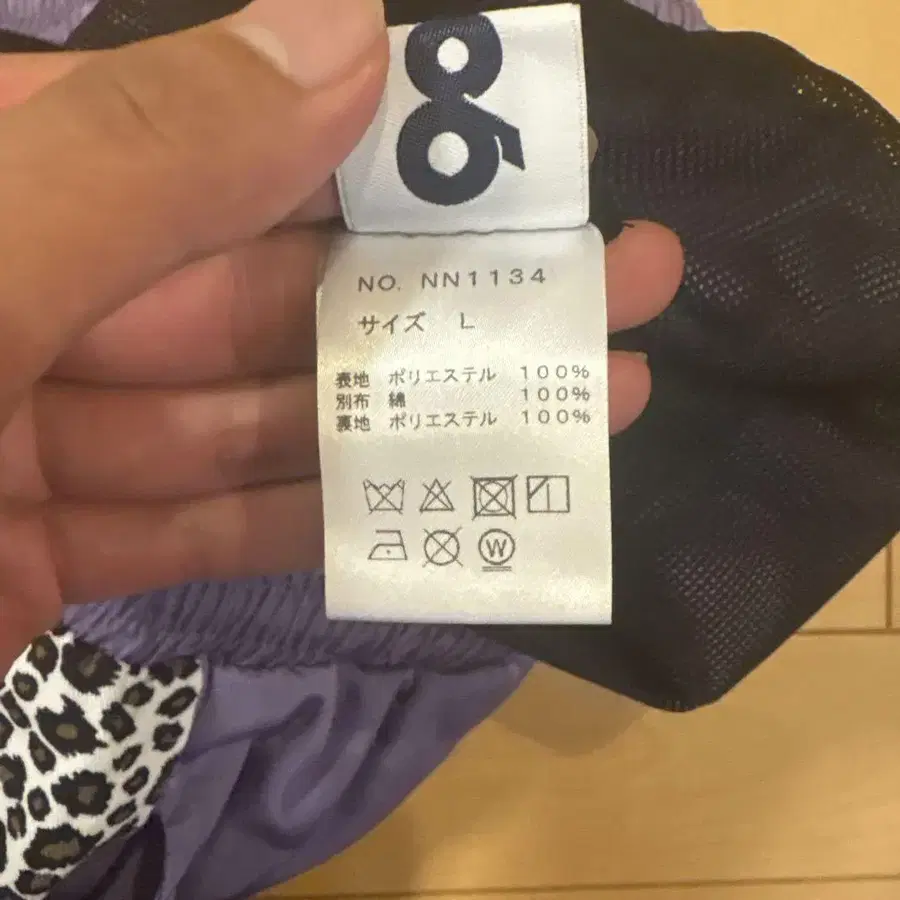 NO. NN1134
サイズ L
表地 ポリエステル 100%
別布 綿 100%
裏地 ポリエステル 100%
W